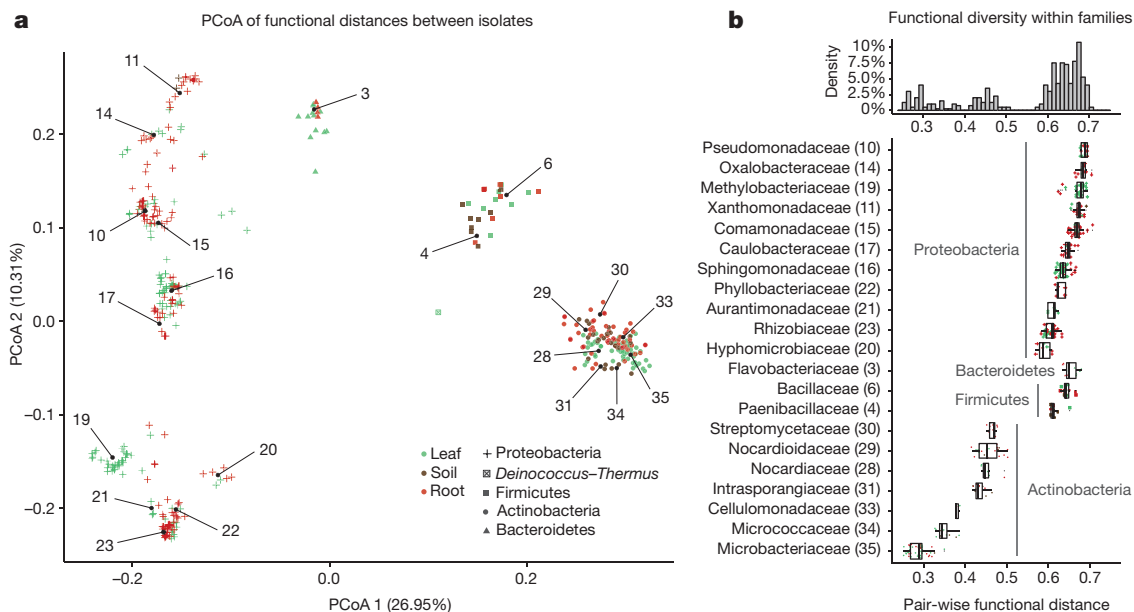 a
PCoA of functional distances between isolates
PCoA 2 (10.31%)
0.2
0.1
0.0
−0.1
−0.2
11
14
3
6
10
15
4
16
17
30
29
33
28
31
34
35
19
20
21
22
23
Leaf
Soil
Root
Proteobacteria
Deinococcus–Thermus
Firmicutes
Actinobacteria
Bacteroidetes
−0.2
0.0
0.2
PCoA 1 (26.95%)
b
Functional diversity within families
Density
10%
7.5%
5.0%
2.5%
0%
0.3 0.4 0.5 0.6 0.7
Pseudomonadaceae (10)
Oxalobacteraceae (14)
Methylobacteriaceae (19)
Xanthomonadaceae (11)
Comamonadaceae (15)
Caulobacteraceae (17)
Sphingomonadaceae (16)
Phyllobacteriaceae (22)
Aurantimonadaceae (21)
Rhizobiaceae (23)
Hyphomicrobiaceae (20)
Flavobacteriaceae (3)
Bacillaceae (6)
Paenibacillaceae (4)
Streptomycetaceae (30)
Nocardioidaceae (29)
Nocardiaceae (28)
Intrasporangiaceae (31)
Cellulomonadaceae (33)
Micrococcaceae (34)
Microbacteriaceae (35)
Proteobacteria
Bacteroidetes
Firmicutes
Actinobacteria
0.3 0.4 0.5 0.6 0.7
Pair-wise functional distance